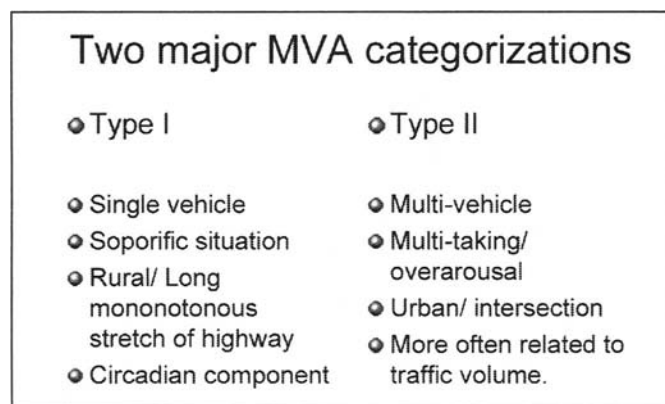 Two major MVA categorizations
Type I
Single vehicle
Soporific situation
Rural/ Long
mononotonous
stretch of highway
Circadian component
Type II
Multi-vehicle
Multi-taking/
overarousal
Urban/ intersection
More often related to
traffic volume.